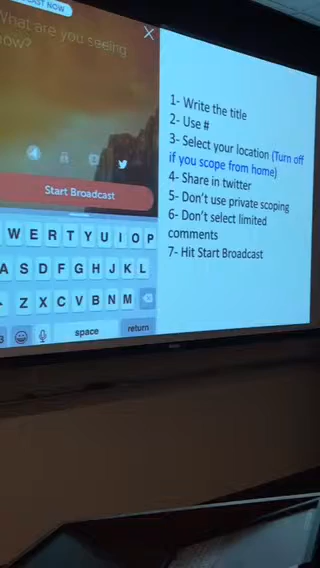 CAST NOW
What are you seeing
now?
Start Broadcast
W E R T Y U I O P
A S D F G H J K L
Z X C V B N M
space
return
1- Write the title
2- Use #
3- Select your location (Turn off
if you scope from home)
4- Share in twitter
5- Don't use private scoping
6- Don't select limited
comments
7- Hit Start Broadcast